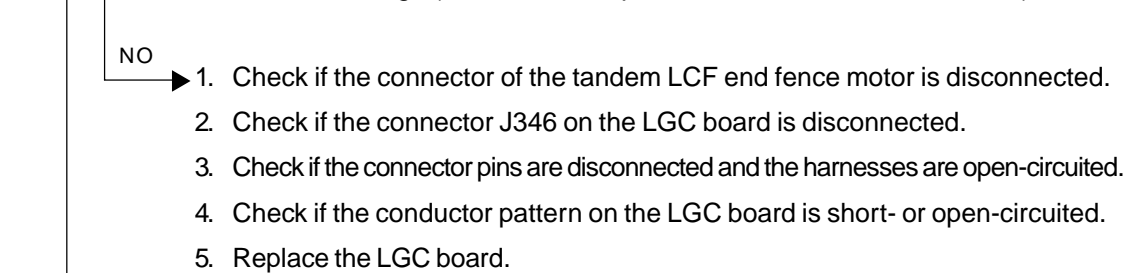 NO
1. Check if the connector of the tandem LCF end fence motor is disconnected.
2. Check if the connector J346 on the LGC board is disconnected.
3. Check if the connector pins are disconnected and the harnesses are open-circuited.
4. Check if the conductor pattern on the LGC board is short- or open-circuited.
5. Replace the LGC board.